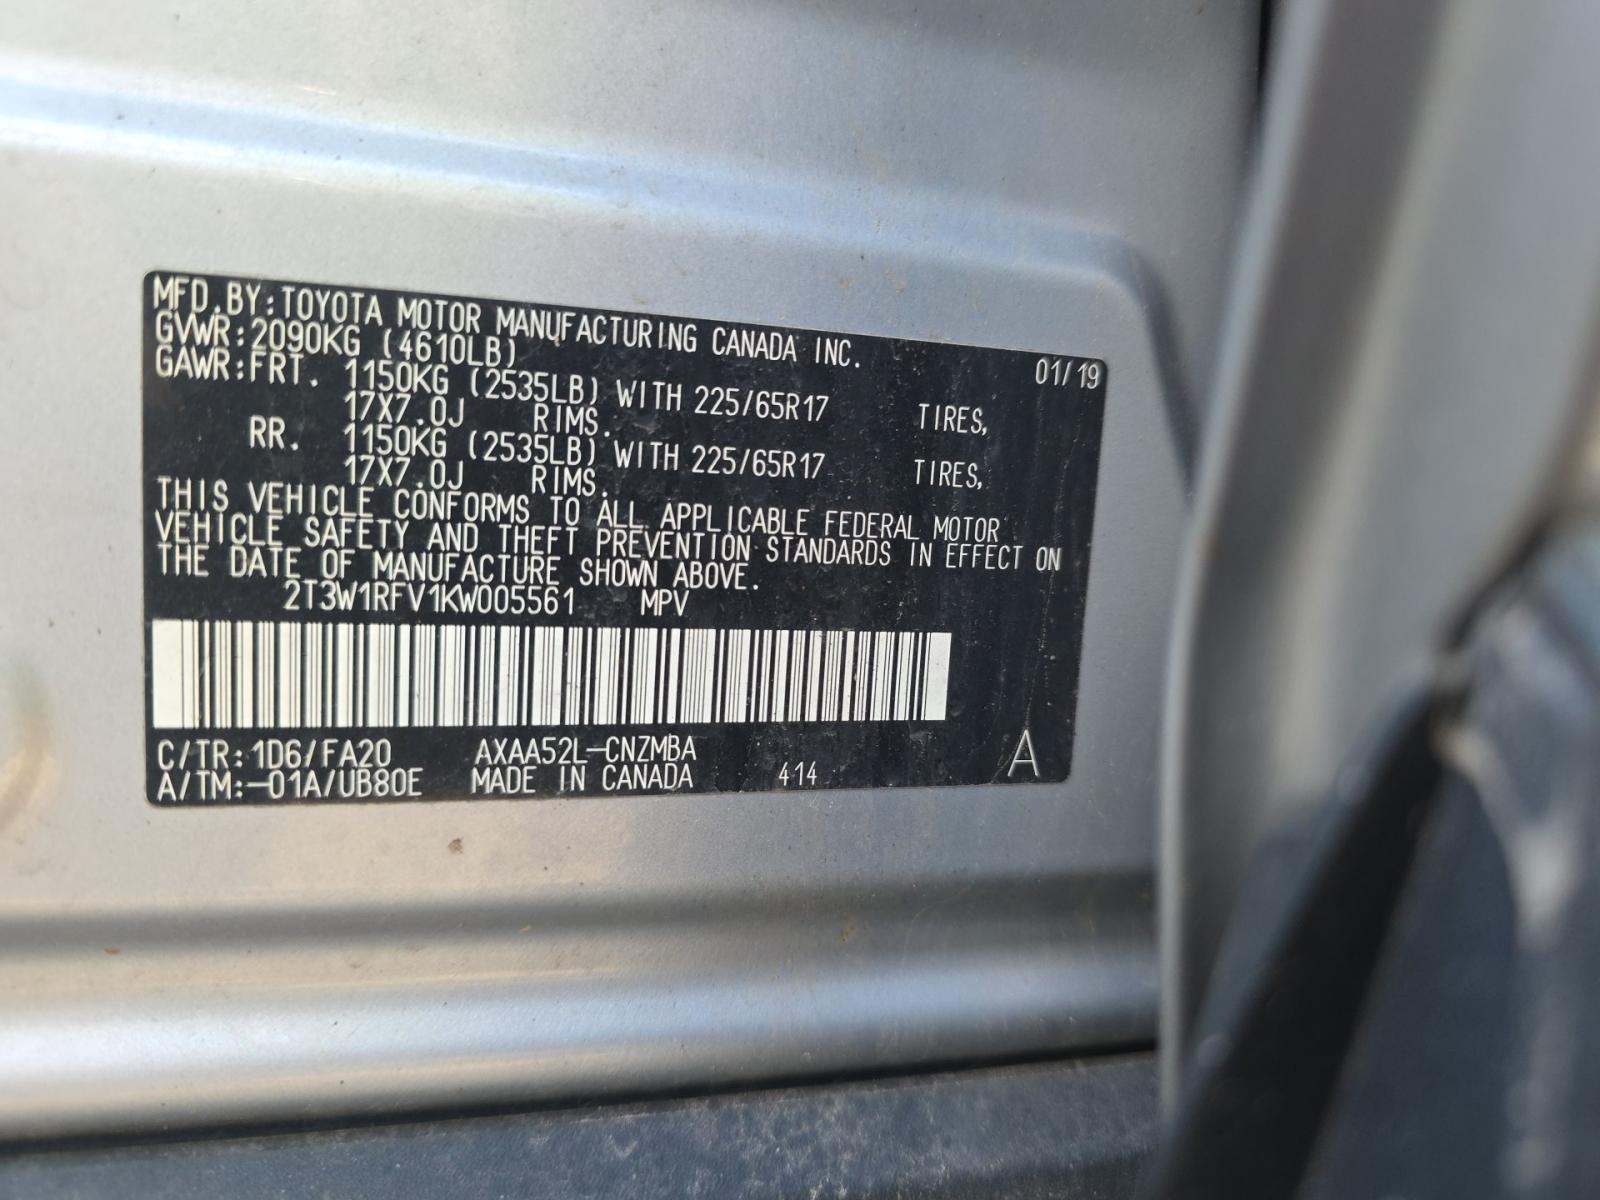 MFD.BY:TOYOTA MOTOR MANUFACTURING CANADA INC. 01/19
GVWR:2090KG (4610LB)
GAWR:FRT. 1150KG (2535LB) WITH 225/65R17 TIRES,
17X7.0J RIMS.
RR. 1150KG (2535LB) WITH 225/65R17 TIRES,
17X7.0J RIMS.
THIS VEHICLE CONFORMS TO ALL APPLICABLE FEDERAL MOTOR
VEHICLE SAFETY AND THEFT PREVENTION STANDARDS IN EFFECT ON
THE DATE OF MANUFACTURE SHOWN ABOVE.
2T3W1RFV1KW005561 MPV
C/TR:1D6/FA20 AXAA52L-CNZMBA A
A/TM:-01A/UB80E MADE IN CANADA 414